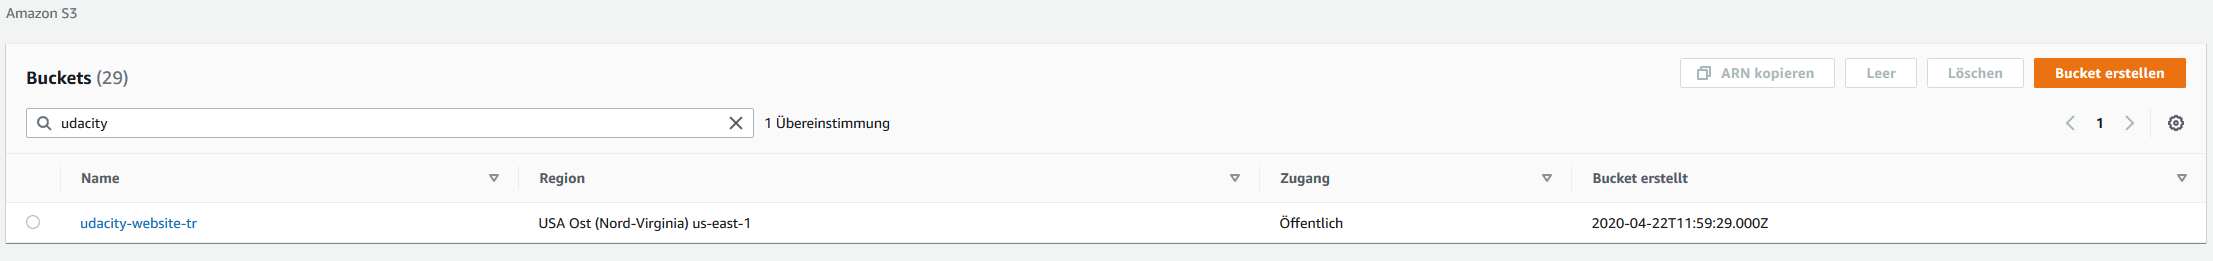 Amazon S3
Buckets (29)
ARN kopieren
Leer
Löschen
Bucket erstellen
udacity
1 Übereinstimmung
1
Name
Region
Zugang
Bucket erstellt
udacity-website-tr
USA Ost (Nord-Virginia) us-east-1
Öffentlich
2020-04-22T11:59:29.000Z